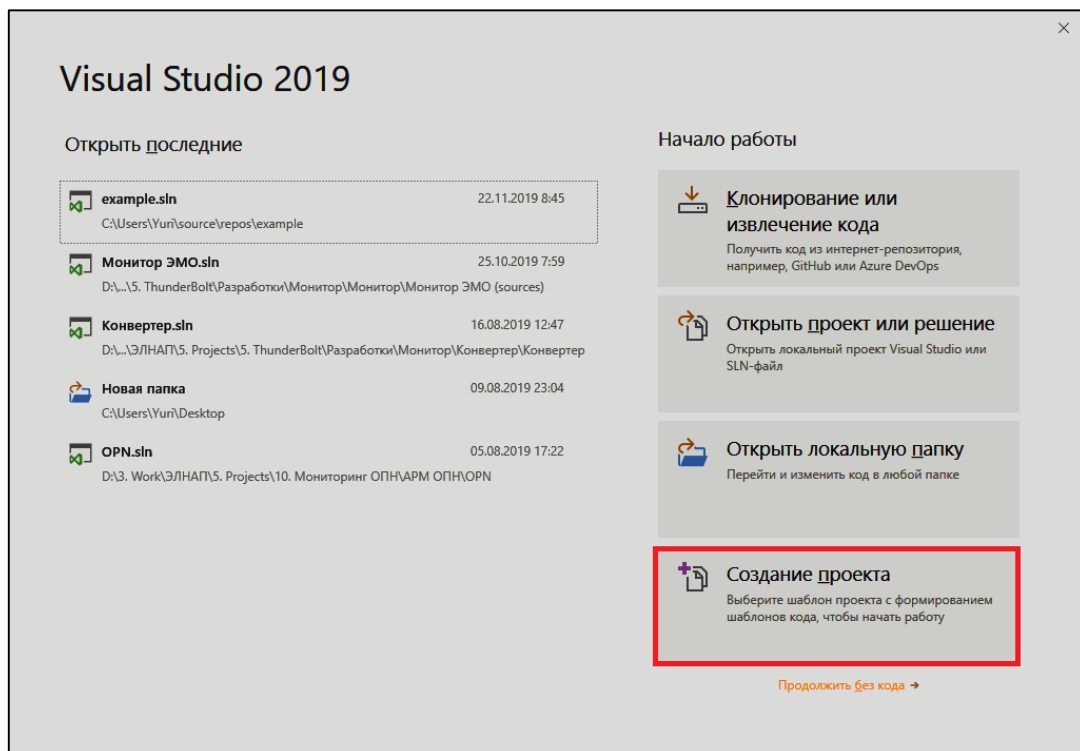 Visual Studio 2019
Открыть последние
example.sln 22.11.2019 8:45
C:\Users\Yuri\source\repos\example
Монитор ЭМО.sln 25.10.2019 7:59
D:\...\5. ThunderBolt\Разработки\Монитор\Монитор\Монитор ЭМО (sources)
Конвертер.sln 16.08.2019 12:47
D:\...\ЭЛНАП\5. Projects\5. ThunderBolt\Разработки\Монитор\Конвертер\Конвертер
Новая папка 09.08.2019 23:04
C:\Users\Yuri\Desktop
OPN.sln 05.08.2019 17:22
D:\3. Work\ЭЛНАП\5. Projects\10. Мониторинг ОПН\АРМ ОПН\OPN
Начало работы
Клонирование или
извлечение кода
Получить код из интернет-репозитория,
например, GitHub или Azure DevOps
Открыть проект или решение
Открыть локальный проект Visual Studio или
SLN-файл
Открыть локальную папку
Перейти и изменить код в любой папке
Создание проекта
Выберите шаблон проекта с формированием
шаблонов кода, чтобы начать работу
Продолжить без кода →